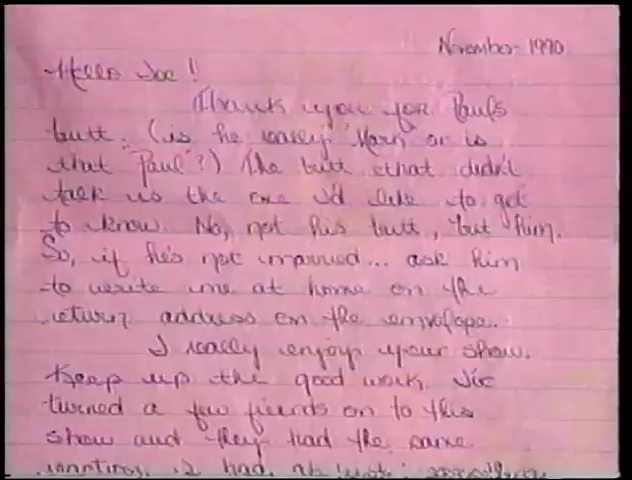 November 1990
Hello Joe!
Thank you for Pauls
butt. (is he really "Marn" or is
that "Paul"?) The butt that didn't
talk is the one I'd like to get
to know. No, not his butt, but him.
So, if he's not married... ask him
to write me at home on the
return address on the envelope.
I really enjoy your show.
Keep up the good work.
turned a few friends on to this
show and they had the same
had